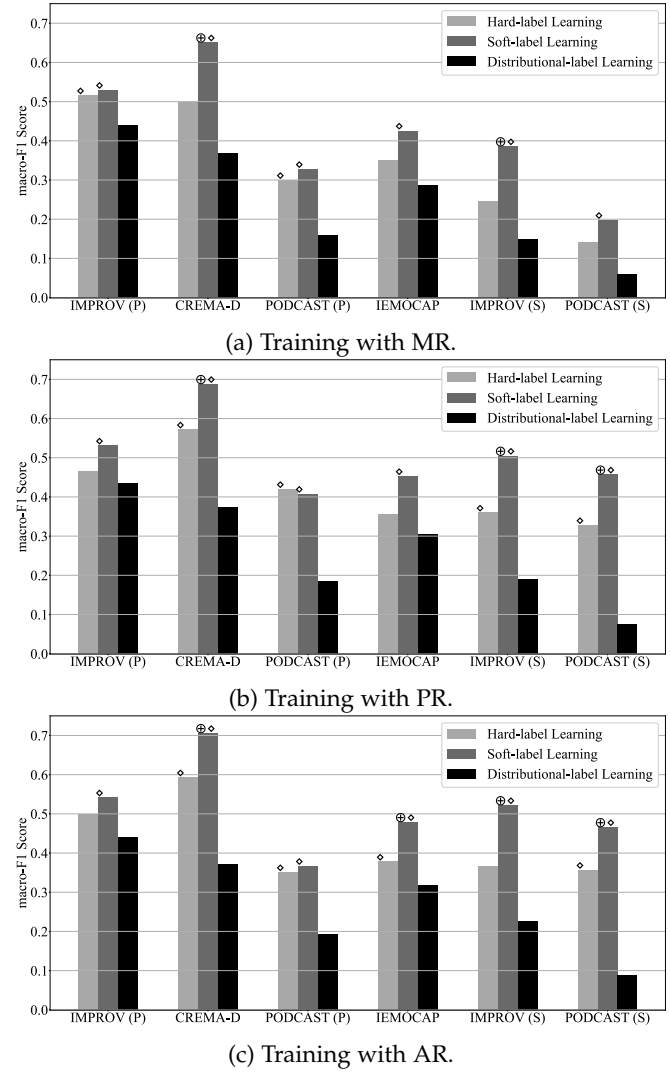 macro-F1 Score
0.7
0.6
0.5
0.4
0.3
0.2
0.1
0.0
Hard-label Learning
Soft-label Learning
Distributional-label Learning
IMPROV (P) CREMA-D PODCAST (P) IEMOCAP IMPROV (S) PODCAST (S)
(a) Training with MR.
macro-F1 Score
0.7
0.6
0.5
0.4
0.3
0.2
0.1
0.0
Hard-label Learning
Soft-label Learning
Distributional-label Learning
IMPROV (P) CREMA-D PODCAST (P) IEMOCAP IMPROV (S) PODCAST (S)
(b) Training with PR.
macro-F1 Score
0.7
0.6
0.5
0.4
0.3
0.2
0.1
0.0
Hard-label Learning
Soft-label Learning
Distributional-label Learning
IMPROV (P) CREMA-D PODCAST (P) IEMOCAP IMPROV (S) PODCAST (S)
(c) Training with AR.